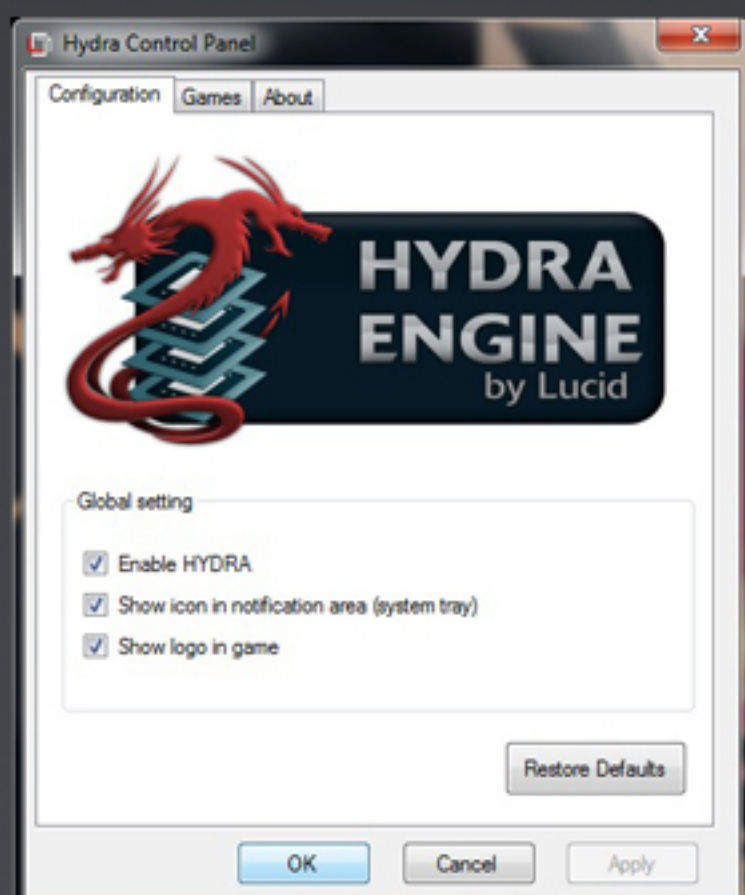 Hydra Control Panel
Configuration Games About
HYDRA
ENGINE
by Lucid
Global setting
Enable HYDRA
Show icon in notification area (system tray)
Show logo in game
Restore Defaults
OK Cancel Apply